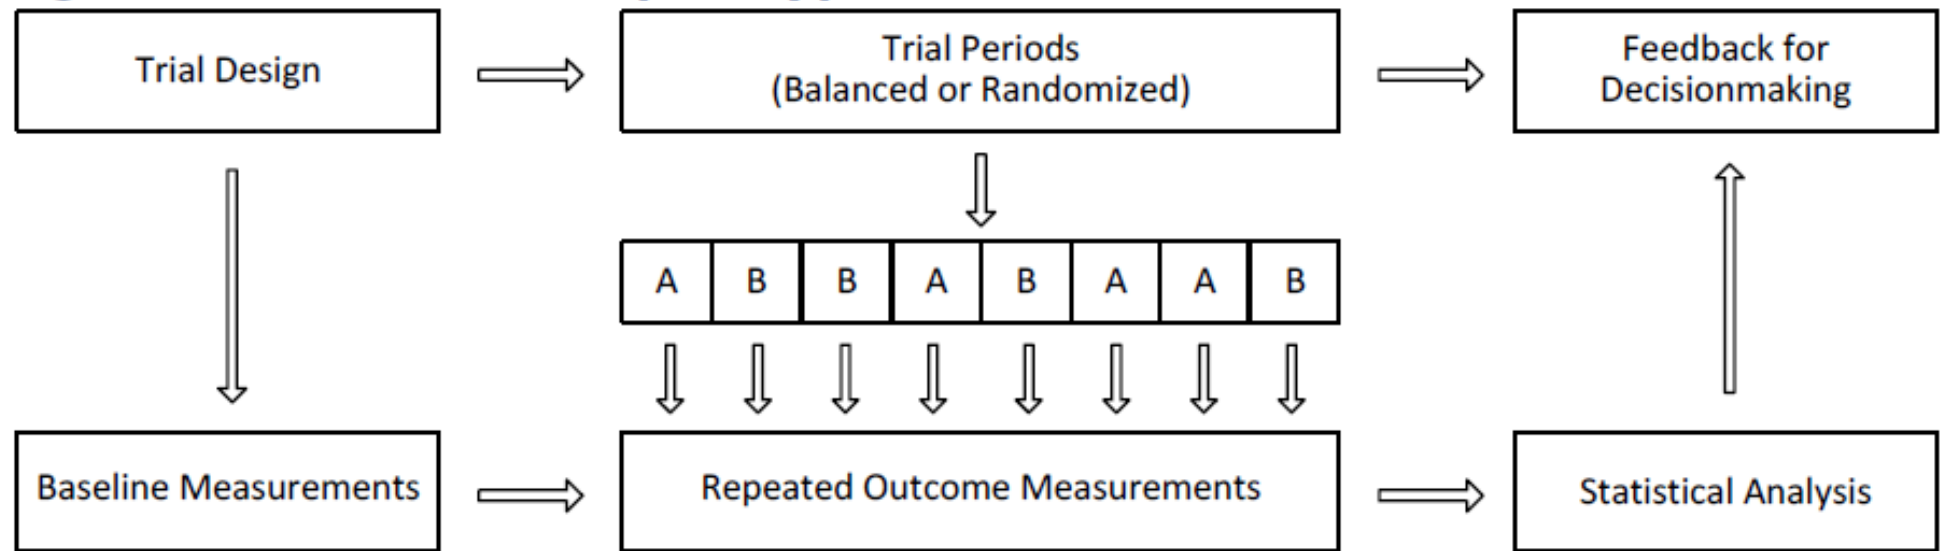 Trial Design
Trial Periods
(Balanced or Randomized)
Feedback for
Decisionmaking
A B B A B A A B
Baseline Measurements
Repeated Outcome Measurements
Statistical Analysis